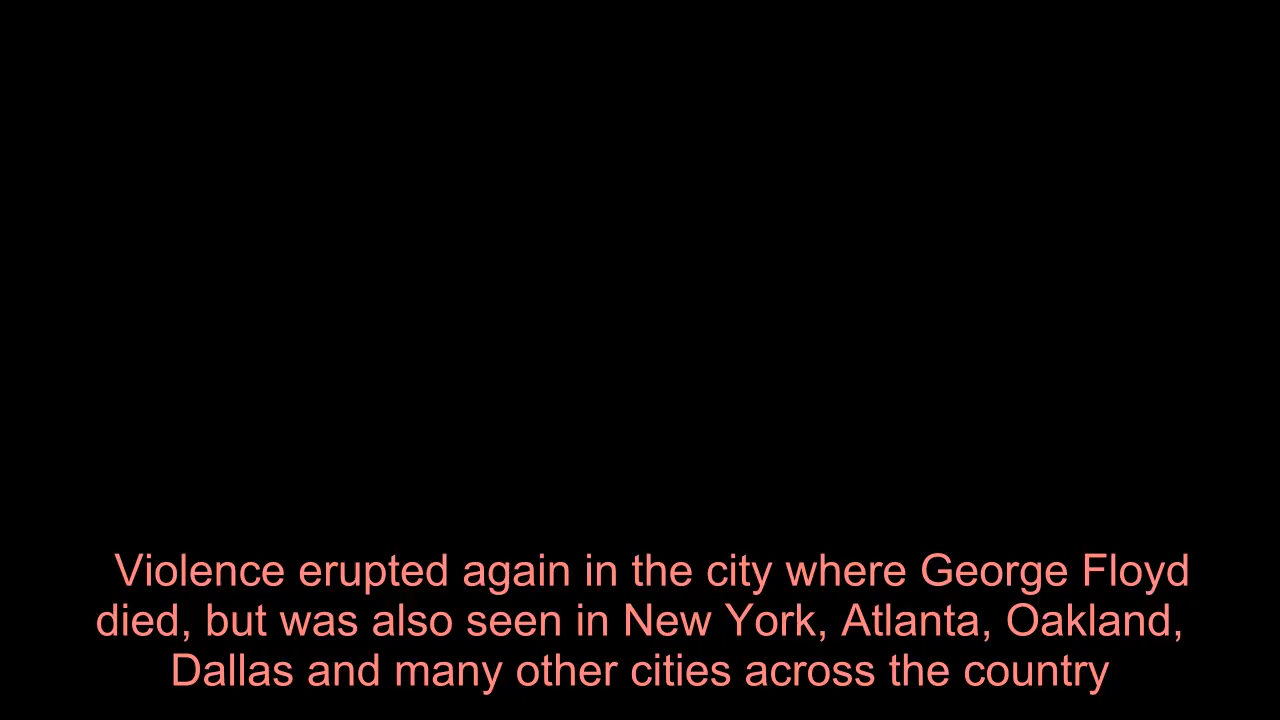 Violence erupted again in the city where George Floyd
died, but was also seen in New York, Atlanta, Oakland,
Dallas and many other cities across the country